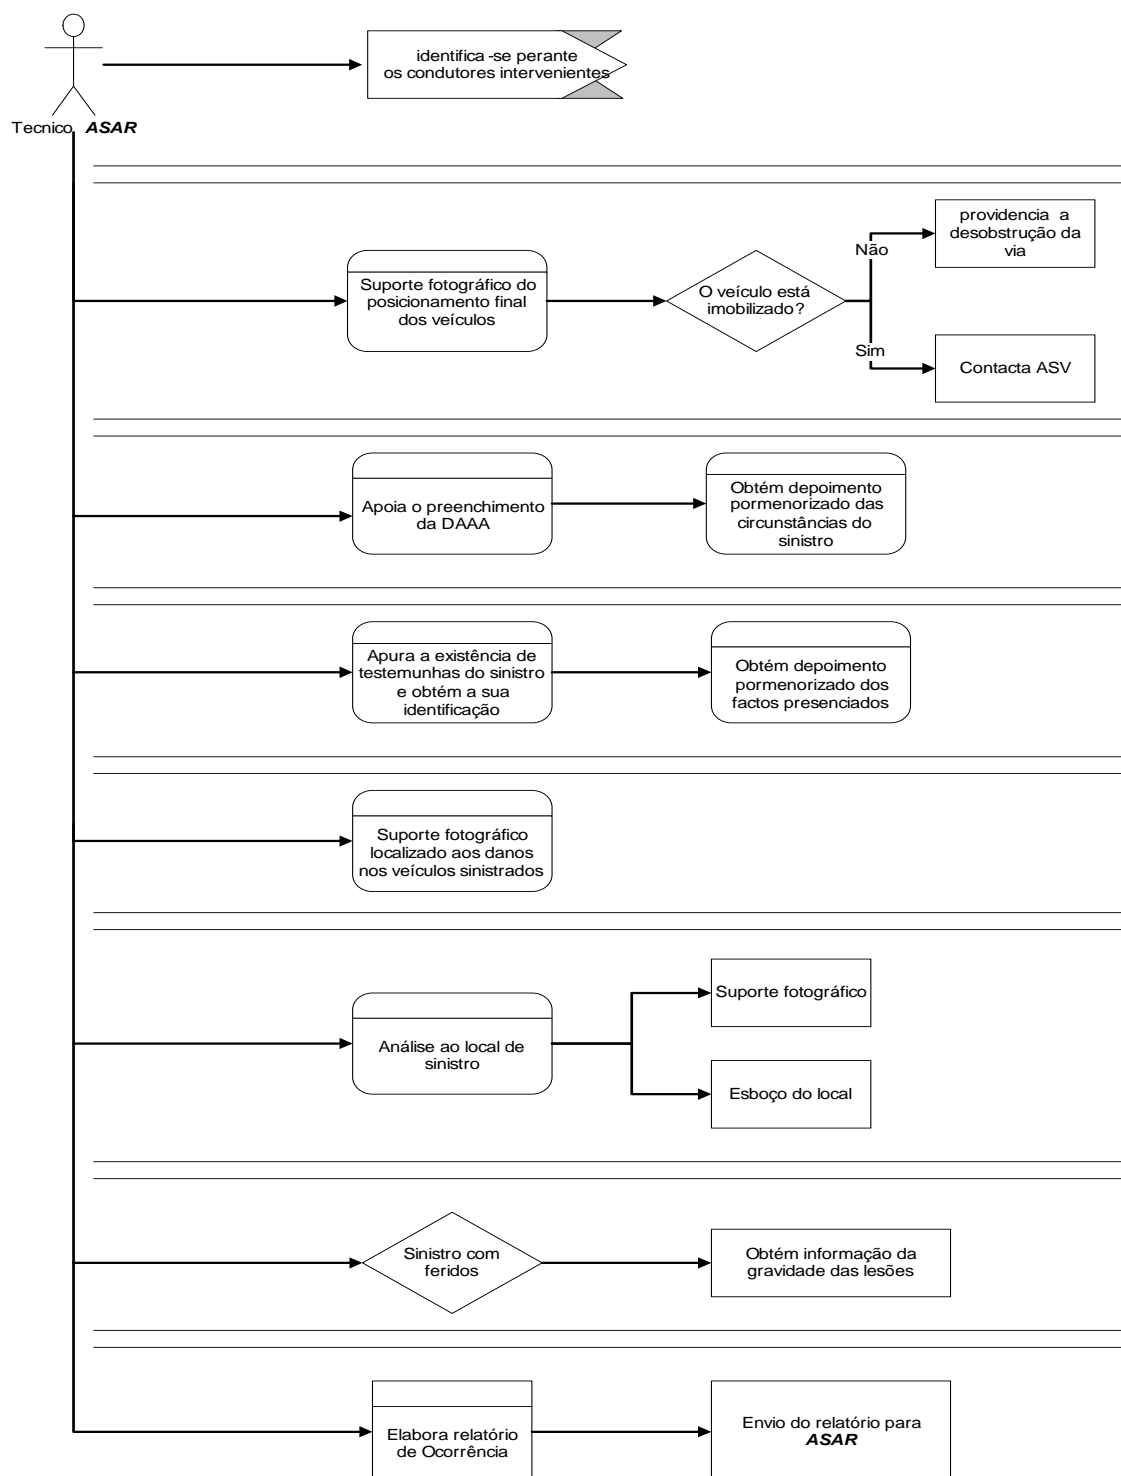 identifica -se perante
os condutores intervenientes
Tecnico ASAR
providencia a
desobstrução da
via
Não
Suporte fotográfico do
posicionamento final
dos veículos
O veículo está
imobilizado?
Sim
Contacta ASV
Apoia o preenchimento
da DAAA
Obtém depoimento
pormenorizado das
circunstâncias do
sinistro
Apura a existência de
testemunhas do sinistro
e obtém a sua
identificação
Obtém depoimento
pormenorizado dos
factos presenciados
Suporte fotográfico
localizado aos danos
nos veículos sinistrados
Suporte fotográfico
Análise ao local de
sinistro
Esboço do local
Sinistro com
feridos
Obtém informação da
gravidade das lesões
Elabora relatório
de Ocorrência
Envio do relatório para
ASAR